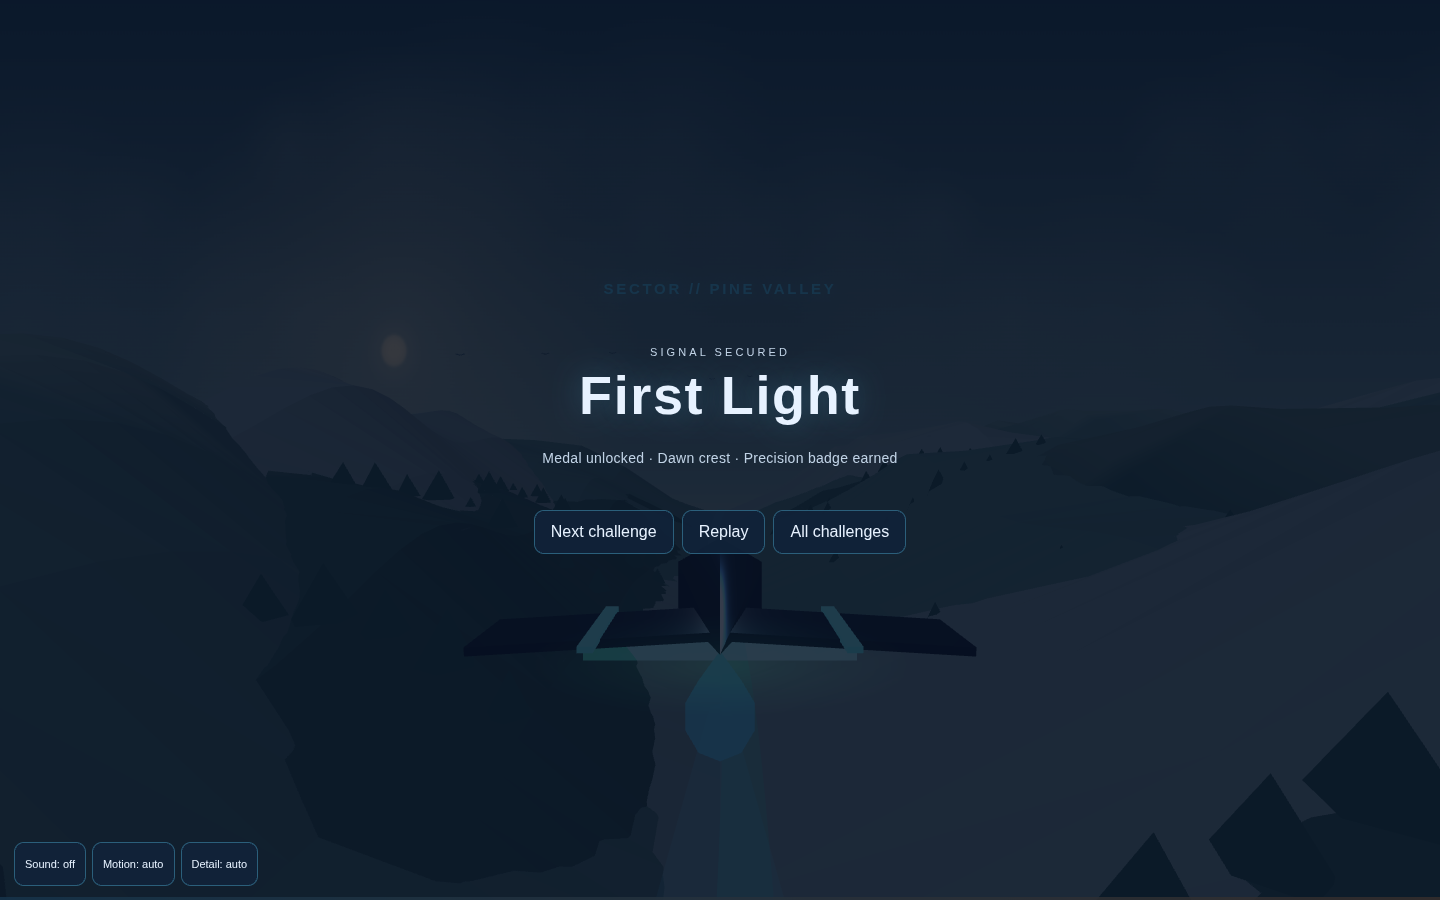 SECTOR // PINE VALLEY
SIGNAL SECURED
First Light
Medal unlocked · Dawn crest · Precision badge earned
Next challenge
Replay
All challenges
Sound: off
Motion: auto
Detail: auto